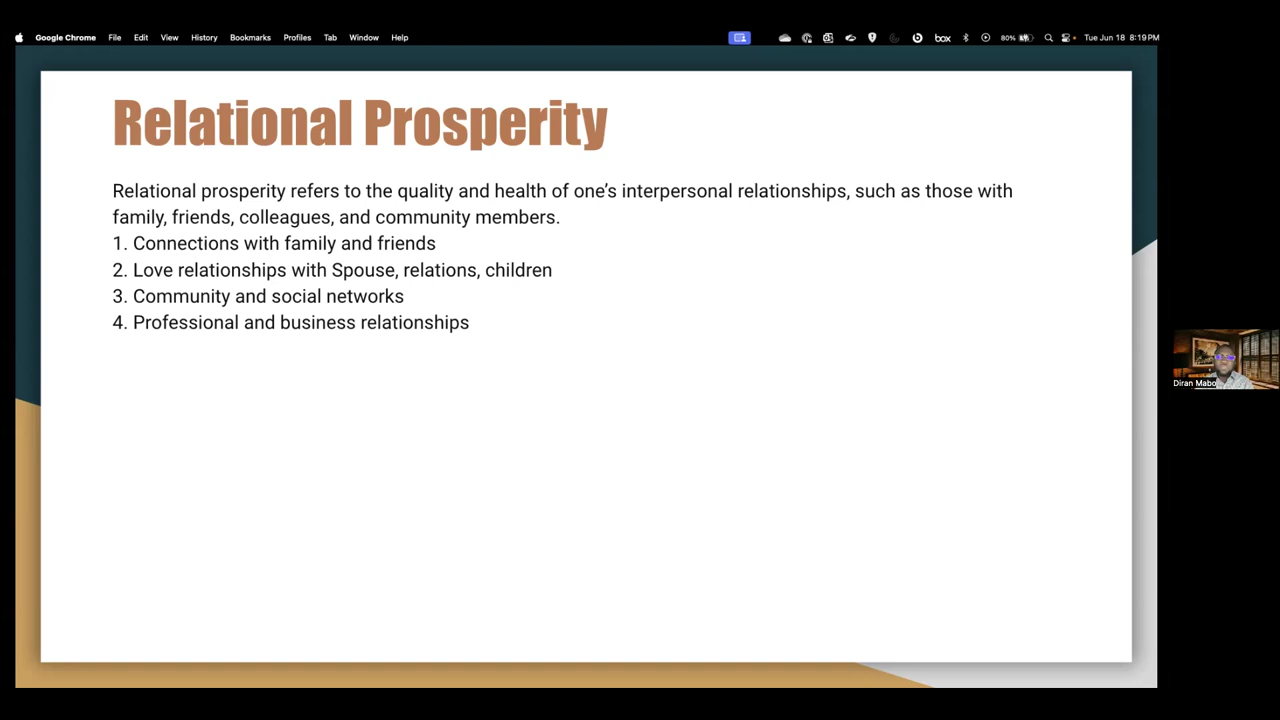 Google Chrome File Edit View History Bookmarks Profiles Tab Window Help box 80% Tue Jun 18 8:19 PM
Relational Prosperity
Relational prosperity refers to the quality and health of one’s interpersonal relationships, such as those with
family, friends, colleagues, and community members.
1. Connections with family and friends
2. Love relationships with Spouse, relations, children
3. Community and social networks
4. Professional and business relationships
Diran Mabo